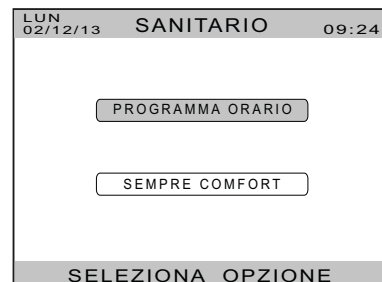 LUN
02/12/13 SANITARIO 09:24
PROGRAMMA ORARIO
SEMPRE COMFORT
SELEZIONA OPZIONE